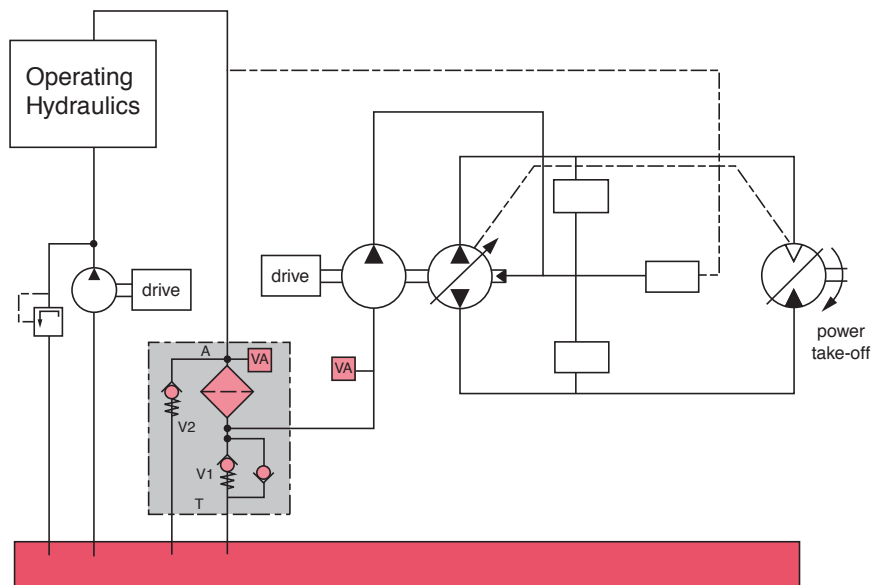 Operating
Hydraulics
drive
drive
power
take-off
A
VA
VA
V2
V1
T